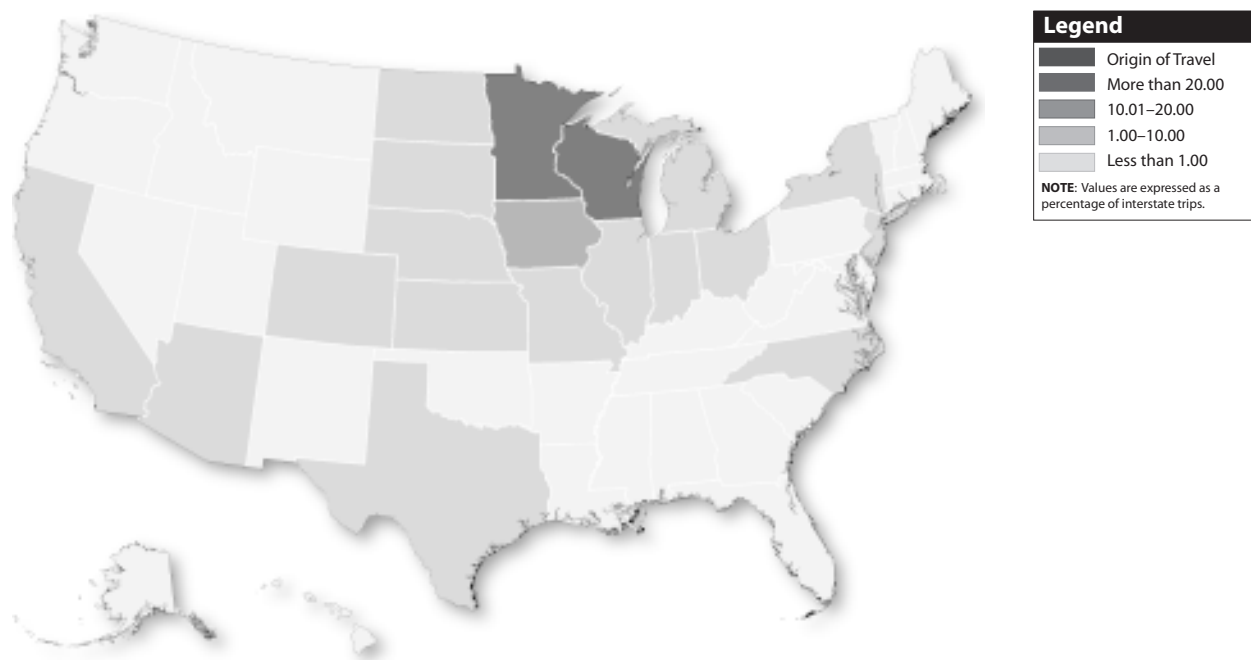 Legend
Origin of Travel
More than 20.00
10.01–20.00
1.00–10.00
Less than 1.00
NOTE: Values are expressed as a
percentage of interstate trips.